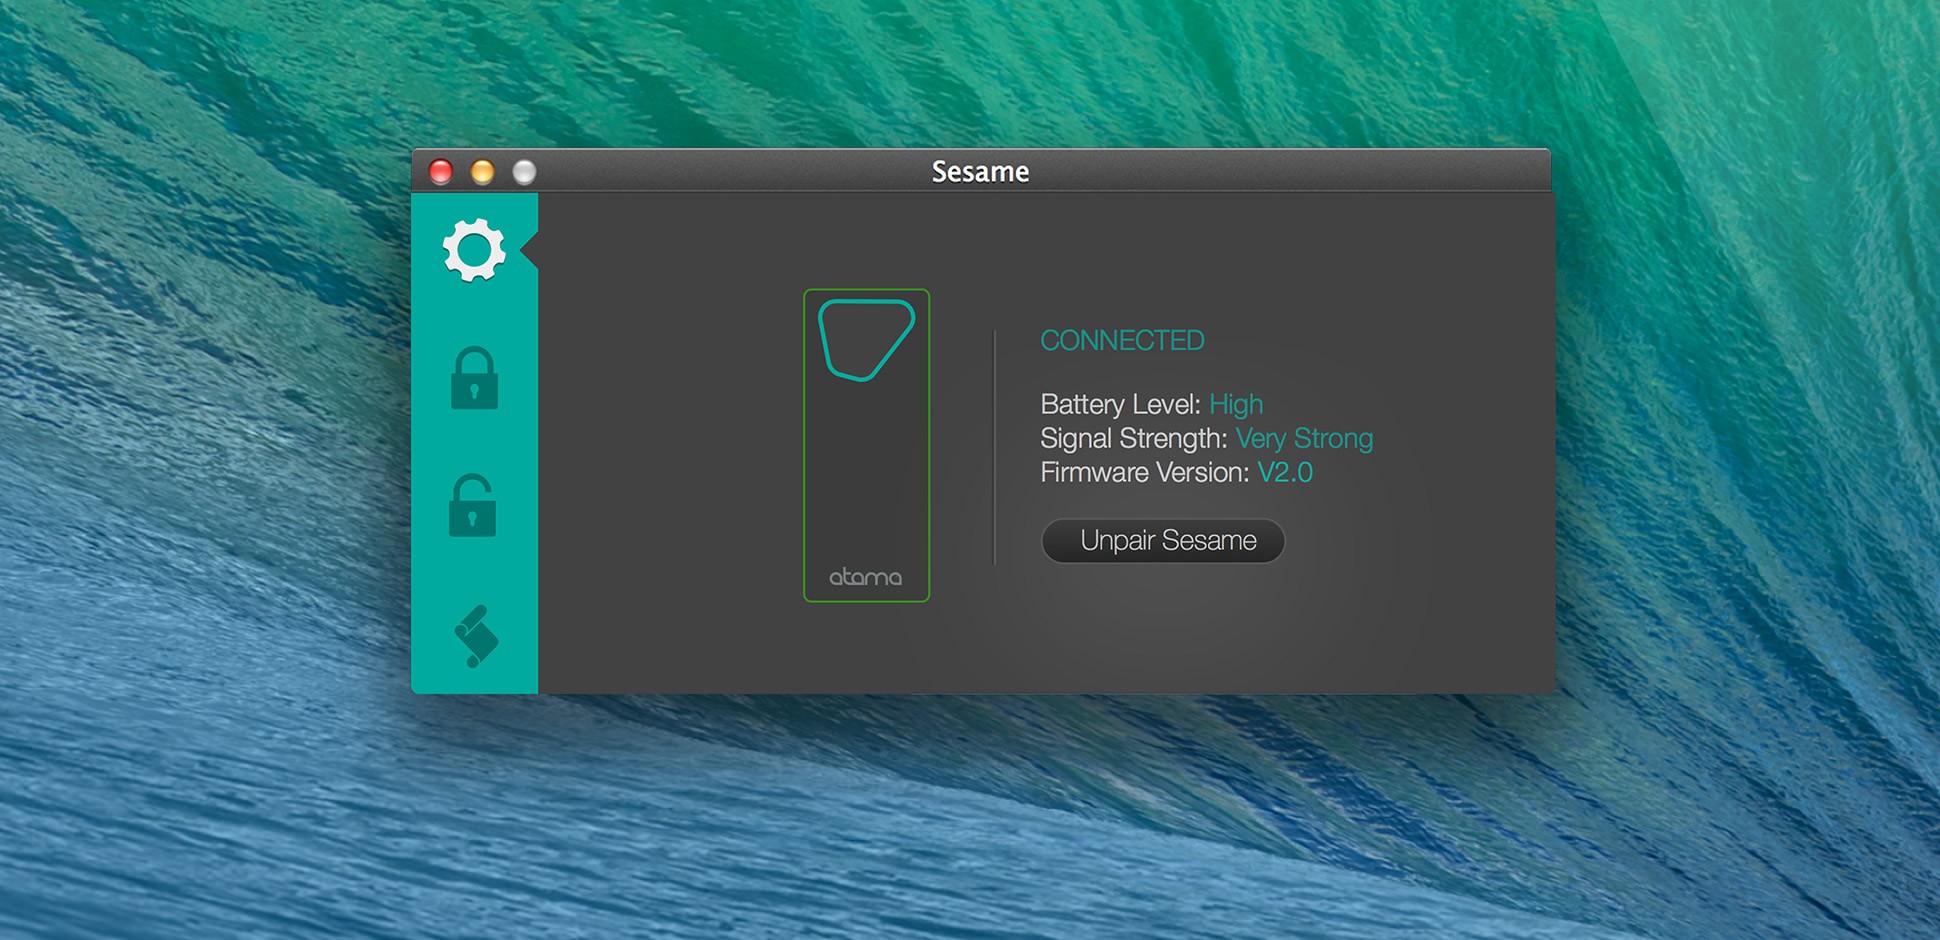 Sesame
CONNECTED
Battery Level: High
Signal Strength: Very Strong
Firmware Version: V2.0
Unpair Sesame
atama